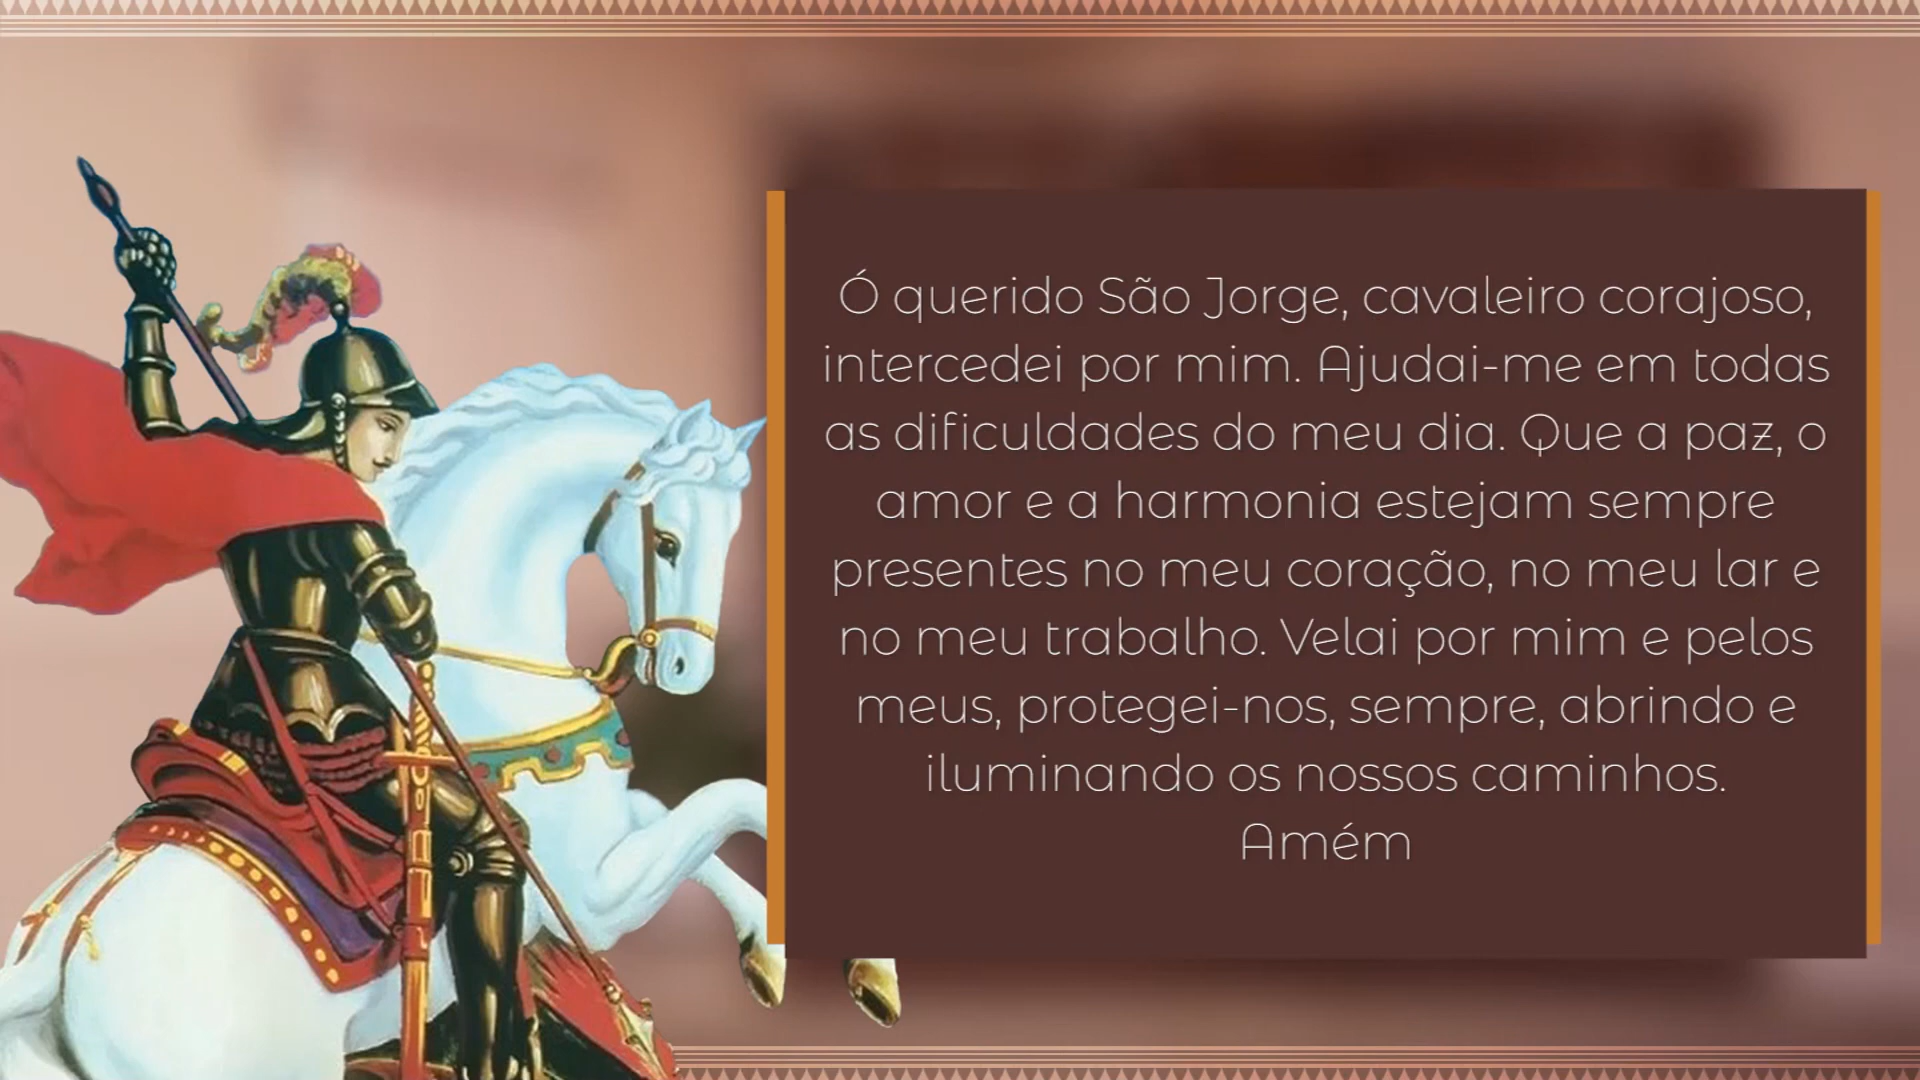 Ó querido São Jorge, cavaleiro corajoso,
intercedei por mim. Ajudai-me em todas
as dificuldades do meu dia. Que a paz, o
amor e a harmonia estejam sempre
presentes no meu coração, no meu lar e
no meu trabalho. Velai por mim e pelos
meus, protegei-nos, sempre, abrindo e
iluminando os nossos caminhos.
Amém